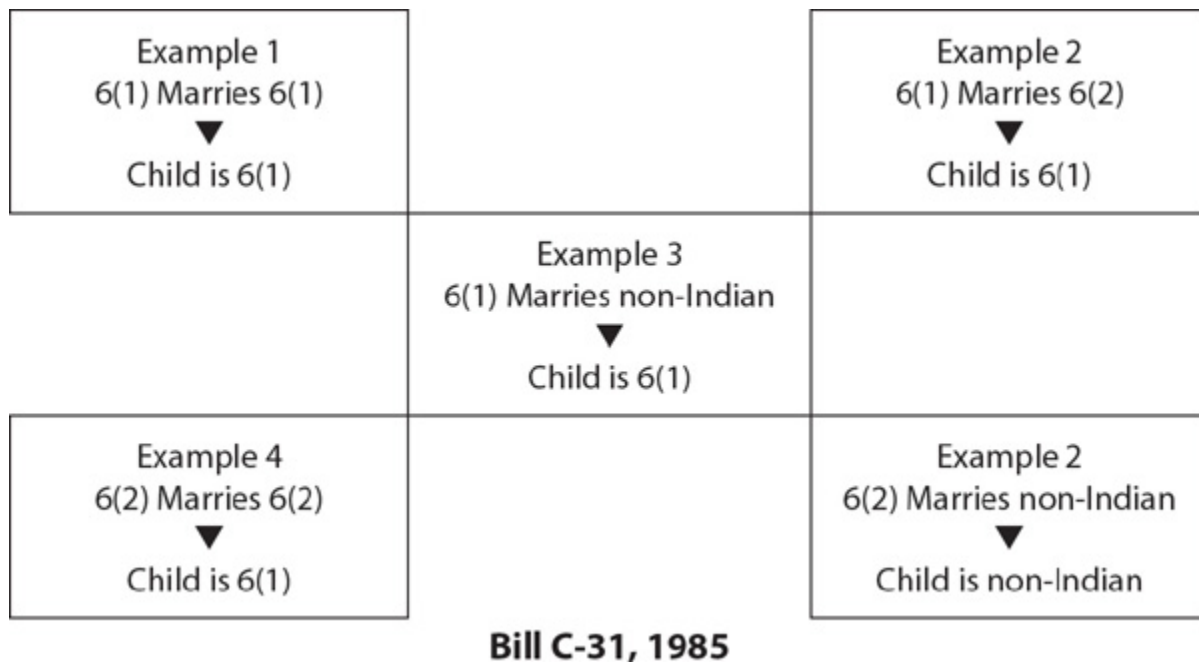 Example 1
6(1) Marries 6(1)
▼
Child is 6(1)
Example 2
6(1) Marries 6(2)
▼
Child is 6(1)
Example 3
6(1) Marries non-Indian
▼
Child is 6(1)
Example 4
6(2) Marries 6(2)
▼
Child is 6(1)
Example 2
6(2) Marries non-Indian
▼
Child is non-Indian
Bill C-31, 1985